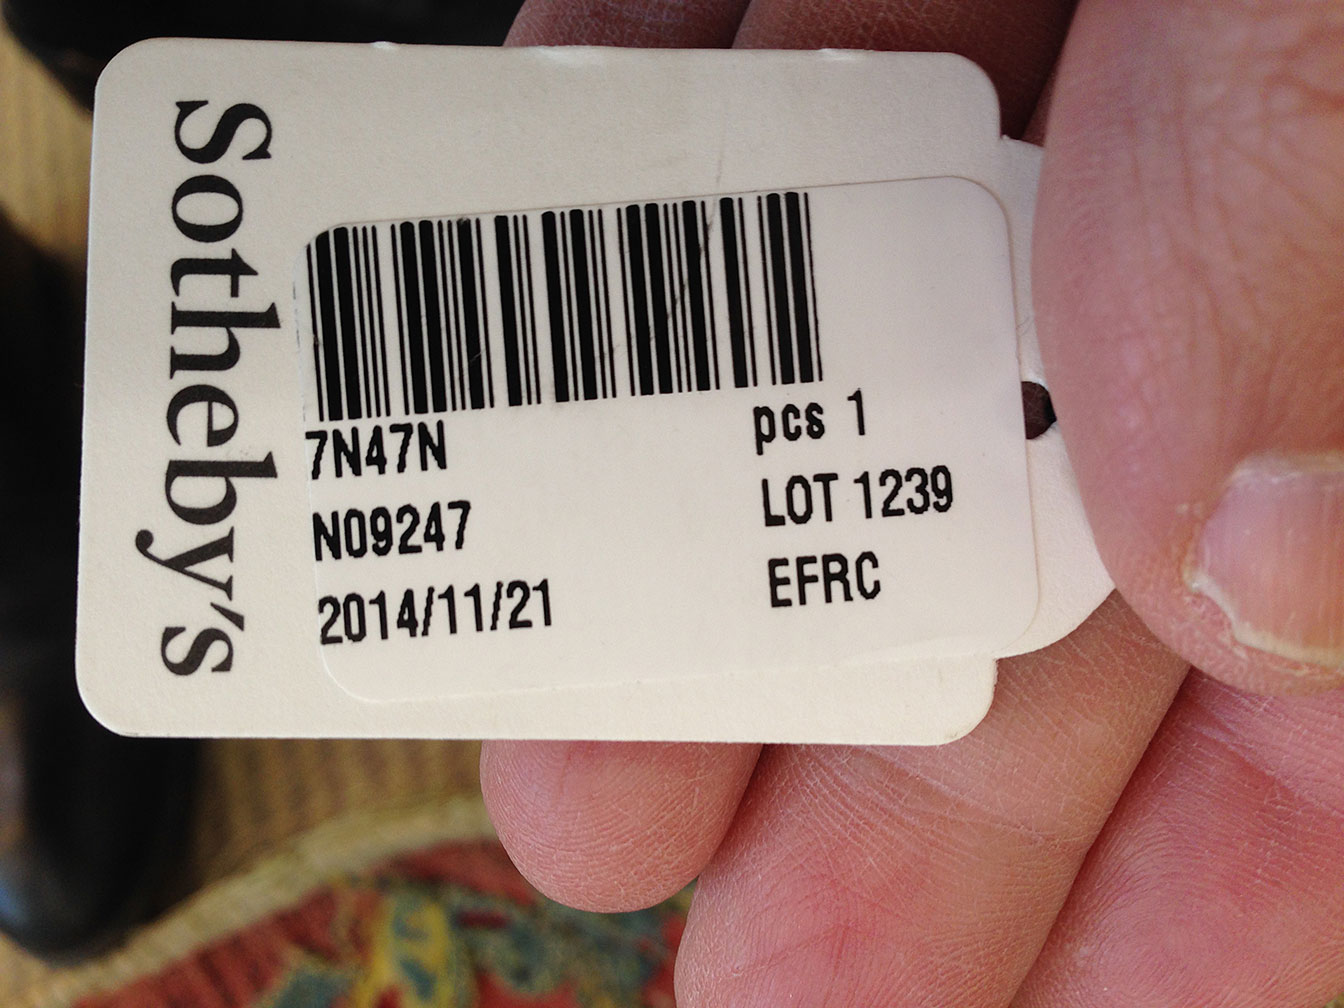 Sotheby's
7N47N
pcs 1
N09247
LOT 1239
2014/11/21
EFRC